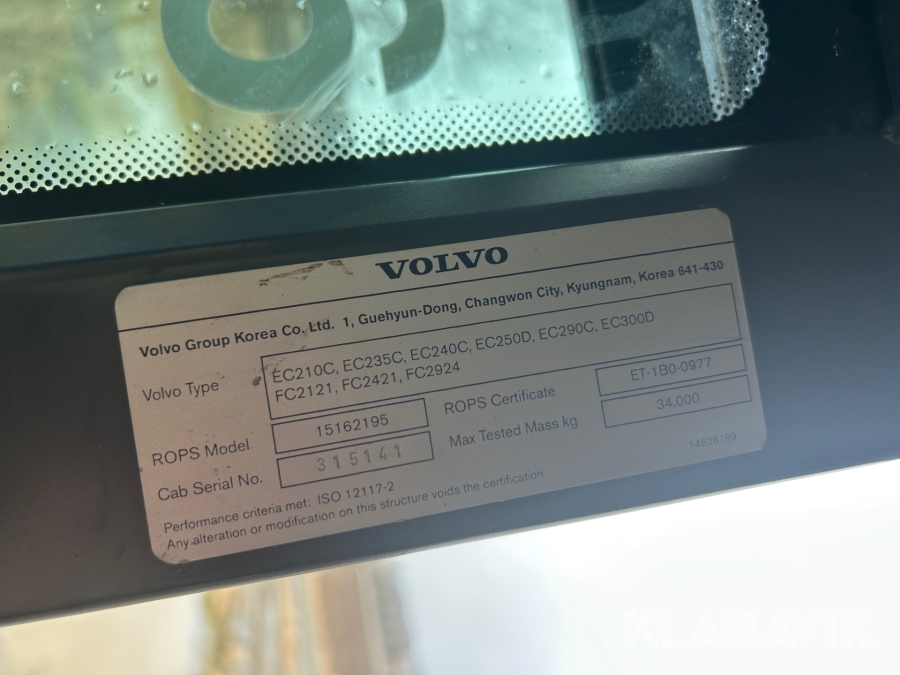 VOLVO
Volvo Group Korea Co. Ltd. 1, Guehyun-Dong, Changwon City, Kyungnam, Korea 641-430
Volvo Type
EC210C, EC235C, EC240C, EC250D, EC290C, EC300D
FC2121, FC2421, FC2924
ROPS Model 15162195 ROPS Certificate ET-1B0-0977
Cab Serial No. 315141 Max Tested Mass kg 34,000
14626199
Performance criteria met: ISO 12117-2
Any alteration or modification on this structure voids the certification
KLARAVIK